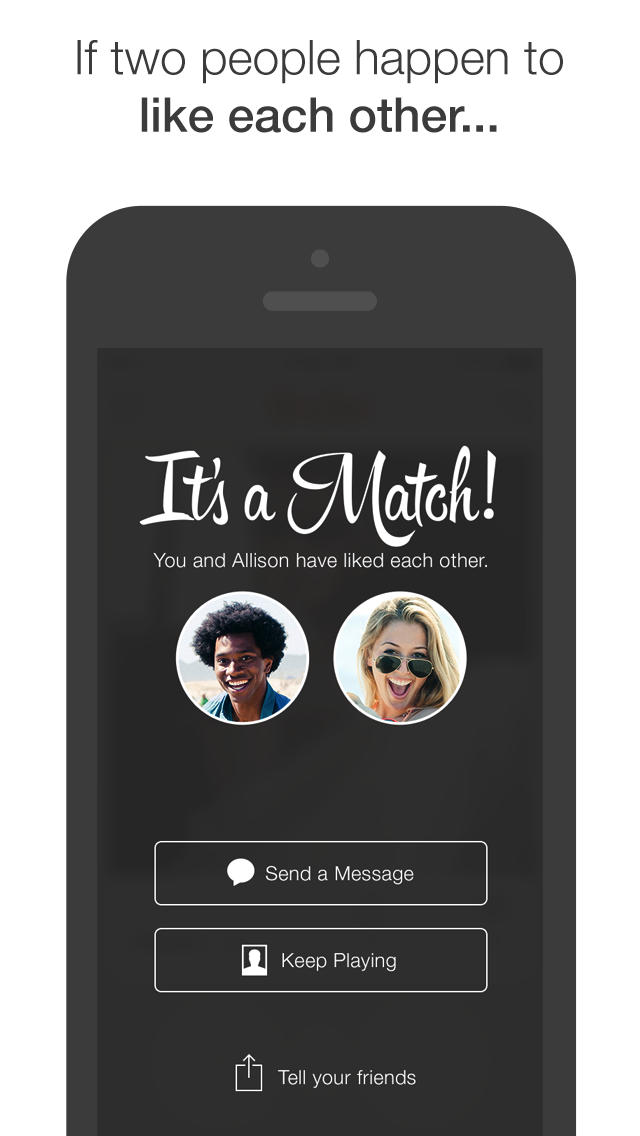 If two people happen to
like each other...
It's a Match!
You and Allison have liked each other.
Send a Message
Keep Playing
Tell your friends